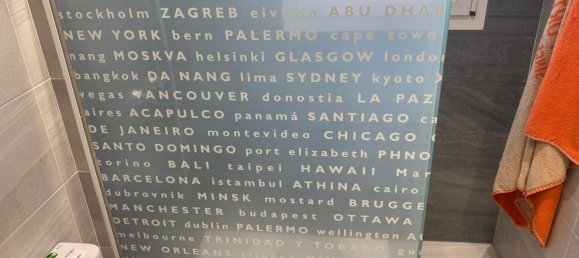 stockholm ZAGREB eivissa ABU DHAB
NEW YORK bern PALERMO cape town
nang MOSKVA helsinki GLASGOW london
bangkok DA NANG lima SYDNEY kyoto
vegas VANCOUVER donostia LA PAZ
aires ACAPULCO panamá SANTIAGO ca
DE JANEIRO montevideo CHICAGO
SANTO DOMINGO port elizabeth PHNO
torino BALI taipei HAWAII Mar
BARCELONA istambul ATHINA cairo
dubrovnik MINSK mostard BRUGGE
MANCHESTER budapest OTTAWA
DETROIT dublin PALERMO wellington
melbourne TRINIDAD Y TOBAGO gu
NEW ORLEANS